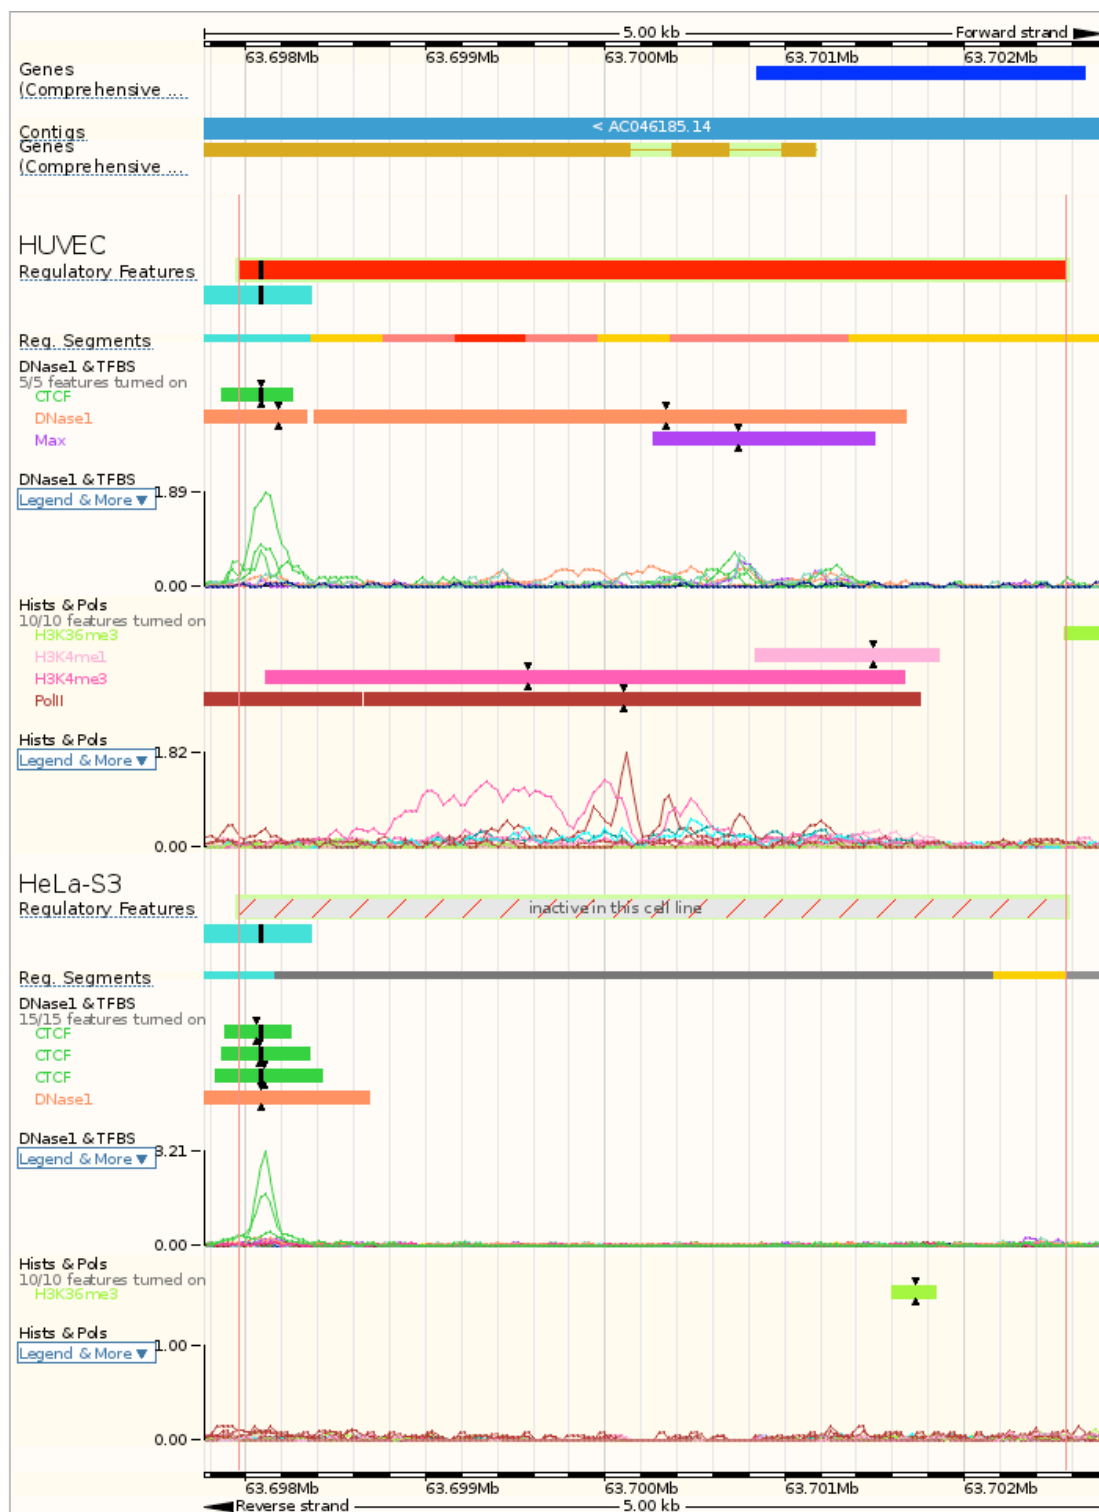 5.00 kb Forward strand
63.698Mb 63.699Mb 63.700Mb 63.701Mb 63.702Mb
Genes
(Comprehensive ...
Contigs < AC046185.14
Genes
(Comprehensive ...
HUVEC
Regulatory Features
Reg. Segments
DNase1 & TFBS
5/5 features turned on
CTCF
DNase1
Max
DNase1 & TFBS
Legend & More ▼ 1.89
0.00
Hists & Pols
10/10 features turned on
H3K36me3
H3K4me1
H3K4me3
PolII
Hists & Pols
Legend & More ▼ 1.82
0.00
HeLa-S3
Regulatory Features inactive in this cell line
Reg. Segments
DNase1 & TFBS
15/15 features turned on
CTCF
CTCF
CTCF
DNase1
DNase1 & TFBS
Legend & More ▼ 3.21
0.00
Hists & Pols
10/10 features turned on
H3K36me3
Hists & Pols
Legend & More ▼ 1.00
0.00
63.698Mb 63.699Mb 63.700Mb 63.701Mb 63.702Mb
Reverse strand 5.00 kb